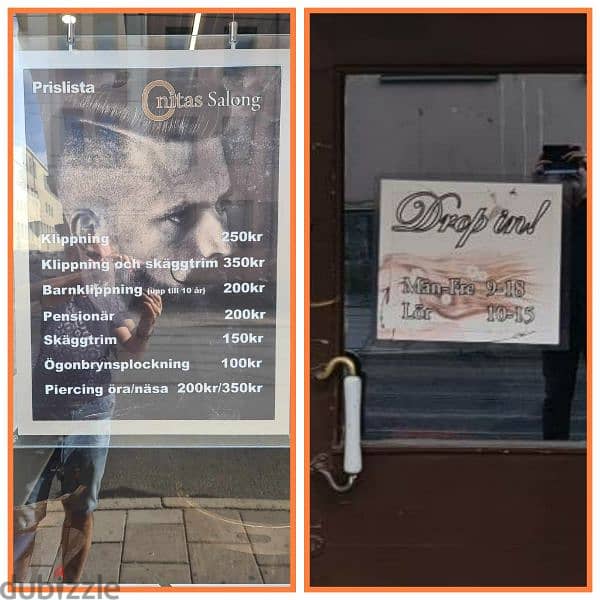 Prislista
Onitas Salong
Klippning 250kr
Klippning och skäggtrim 350kr
Barnklippning (upp till 10 år) 200kr
Pensionär 200kr
Skäggtrim 150kr
Ögonbrynsplockning 100kr
Piercing öra/näsa 200kr/350kr
Drop in!
Mån-Fre 9-18
Lör 10-15
dubizzle